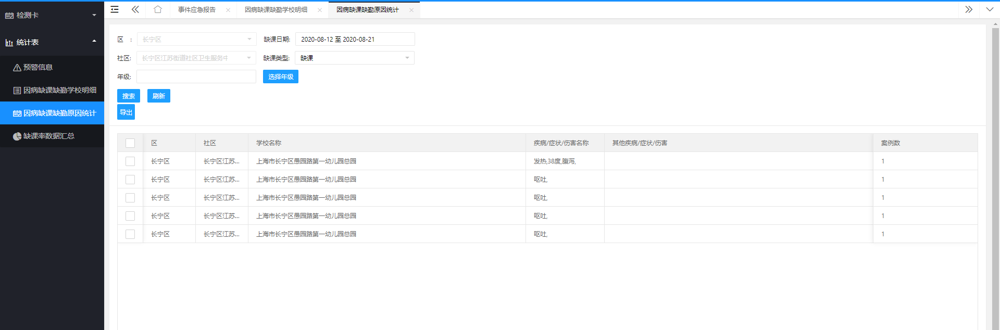 检测卡
统计表
预警信息
因病缺课缺勤学校明细
因病缺课缺勤原因统计
缺课率数据汇总
事件应急报告 因病缺课缺勤学校明细 因病缺课缺勤原因统计
区 : 长宁区 缺课日期: 2020-08-12 至 2020-08-21
社区: 长宁区江苏街道社区卫生服务中 缺课类型: 缺课
年级: 选择年级
搜索 刷新
导出
区 社区 学校名称 疾病/症状/伤害名称 其他疾病/症状/伤害 案例数
长宁区 长宁区江苏... 上海市长宁区愚园路第一幼儿园总园 发热,38度,腹泻, 1
长宁区 长宁区江苏... 上海市长宁区愚园路第一幼儿园总园 呕吐, 1
长宁区 长宁区江苏... 上海市长宁区愚园路第一幼儿园总园 呕吐, 1
长宁区 长宁区江苏... 上海市长宁区愚园路第一幼儿园总园 呕吐, 1
长宁区 长宁区江苏... 上海市长宁区愚园路第一幼儿园总园 呕吐, 1